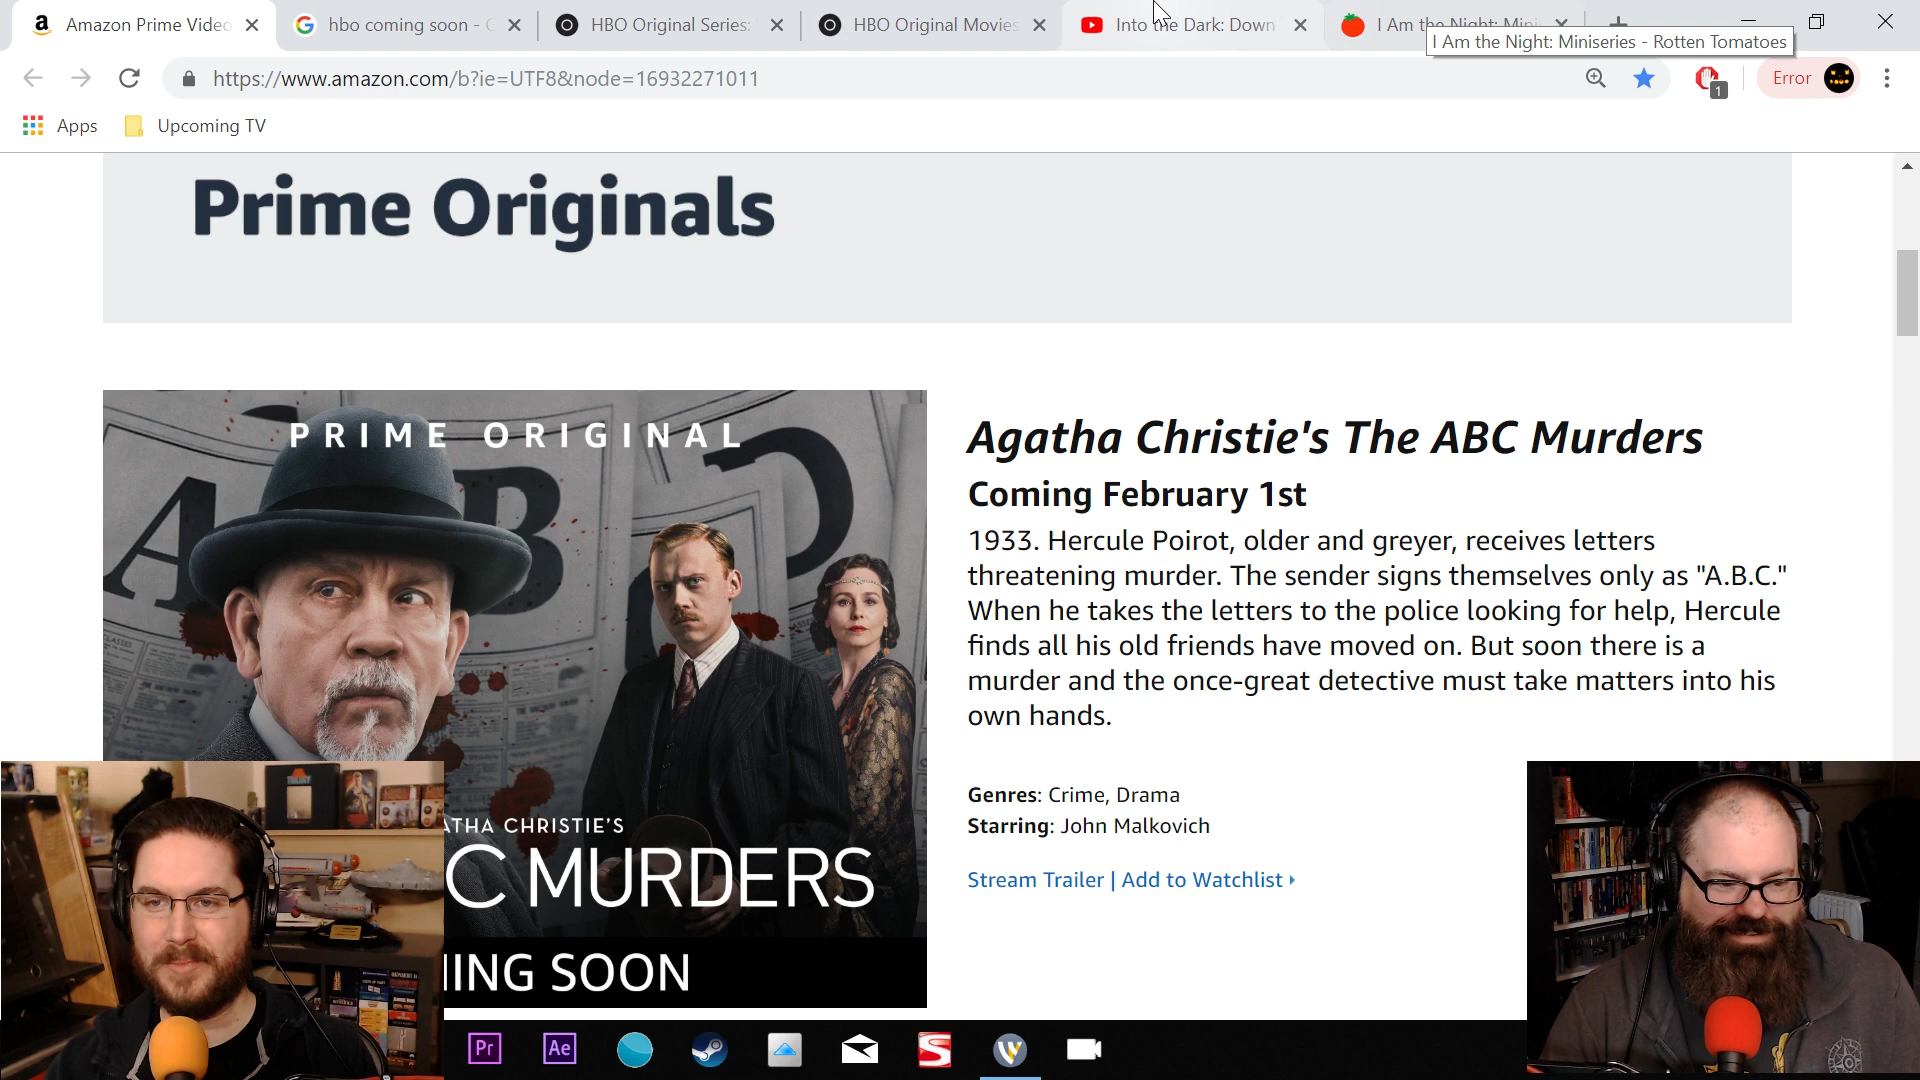 Amazon Prime Video
hbo coming soon - G
HBO Original Series:
HBO Original Movies
Into the Dark: Down
I Am the Night: Mini
I Am the Night: Miniseries - Rotten Tomatoes
https://www.amazon.com/b?ie=UTF8&node=16932271011
1
Error
Apps
Upcoming TV
Prime Originals
PRIME ORIGINAL
ATHA CHRISTIE'S
C MURDERS
ING SOON
Agatha Christie's The ABC Murders
Coming February 1st
1933. Hercule Poirot, older and greyer, receives letters
threatening murder. The sender signs themselves only as "A.B.C."
When he takes the letters to the police looking for help, Hercule
finds all his old friends have moved on. But soon there is a
murder and the once-great detective must take matters into his
own hands.
Genres: Crime, Drama
Starring: John Malkovich
Stream Trailer | Add to Watchlist
Pr
Ae